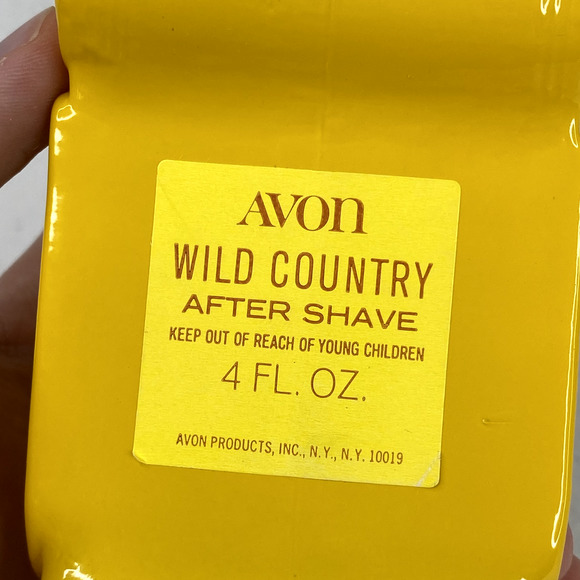 AVON
WILD COUNTRY
AFTER SHAVE
KEEP OUT OF REACH OF YOUNG CHILDREN
4 FL. OZ.
AVON PRODUCTS, INC., N.Y., N.Y. 10019